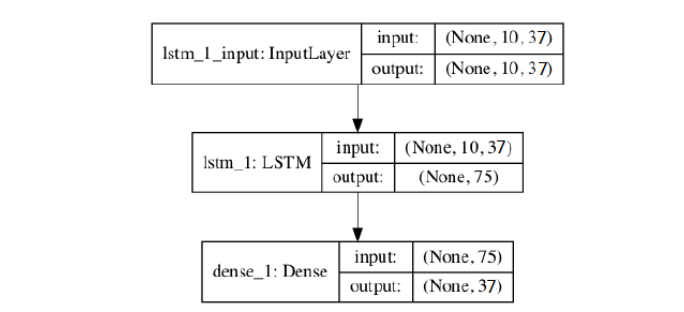 lstm_1_input: InputLayer
input: (None, 10, 37)
output: (None, 10, 37)
lstm_1: LSTM
input: (None, 10, 37)
output: (None, 75)
dense_1: Dense
input: (None, 75)
output: (None, 37)